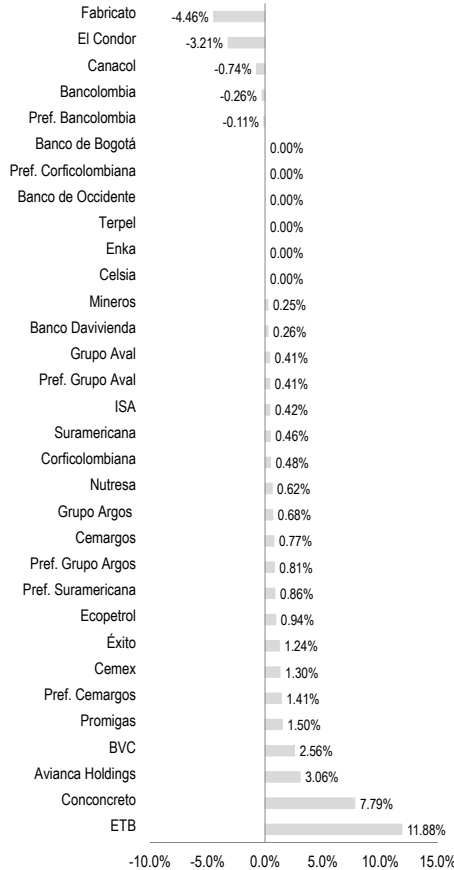 Fabricato -4.46%
El Condor -3.21%
Canacol -0.74%
Bancolombia -0.26%
Pref. Bancolombia -0.11%
Banco de Bogotá 0.00%
Pref. Corficolombiana 0.00%
Banco de Occidente 0.00%
Terpel 0.00%
Enka 0.00%
Celsia 0.00%
Mineros 0.25%
Banco Davivienda 0.26%
Grupo Aval 0.41%
Pref. Grupo Aval 0.41%
ISA 0.42%
Suramericana 0.46%
Corficolombiana 0.48%
Nutresa 0.62%
Grupo Argos 0.68%
Cemargos 0.77%
Pref. Grupo Argos 0.81%
Pref. Suramericana 0.86%
Ecopetrol 0.94%
Éxito 1.24%
Cemex 1.30%
Pref. Cemargos 1.41%
Promigas 1.50%
BVC 2.56%
Avianca Holdings 3.06%
Conconcreto 7.79%
ETB 11.88%
-10.0% -5.0% 0.0% 5.0% 10.0% 15.0%